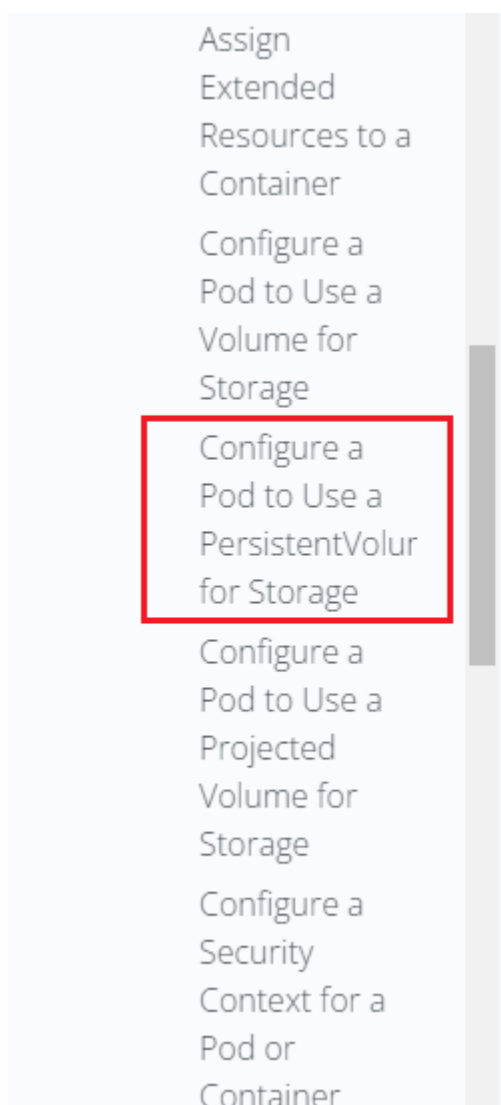 Assign
Extended
Resources to a
Container
Configure a
Pod to Use a
Volume for
Storage
Configure a
Pod to Use a
PersistentVolur
for Storage
Configure a
Pod to Use a
Projected
Volume for
Storage
Configure a
Security
Context for a
Pod or
Container